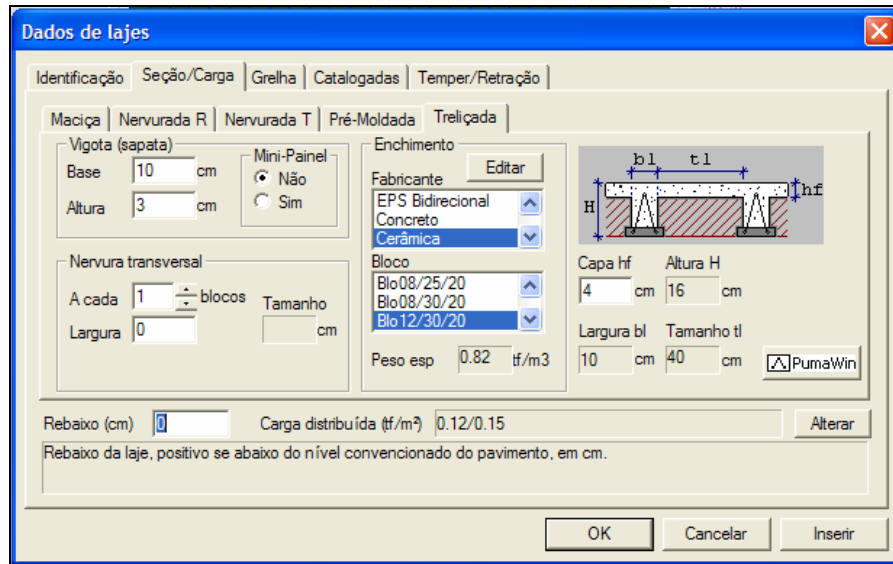 Dados de lajes
Identificação Seção/Carga Grelha Catalogadas Temper/Retração
Maciça Nervurada R Nervurada T Pré-Moldada Treliçada
Vigota (sapata)
Base 10 cm
Altura 3 cm
Mini-Painel
Não
Sim
Nervura transversal
A cada 1 blocos
Largura 0
Tamanho
cm
Enchimento
Fabricante Editar
EPS Bidirecional
Concreto
Cerâmica
Bloco
Blo08/25/20
Blo08/30/20
Blo12/30/20
Peso esp 0.82 tf/m3
bl tl
hf
H
Capa hf Altura H
4 cm 16 cm
Largura bl Tamanho tl
10 cm 40 cm
PumaWin
Rebaixo (cm) 0 Carga distribuída (tf/m²) 0.12/0.15 Alterar
Rebaixo da laje, positivo se abaixo do nível convencionado do pavimento, em cm.
OK Cancelar Inserir